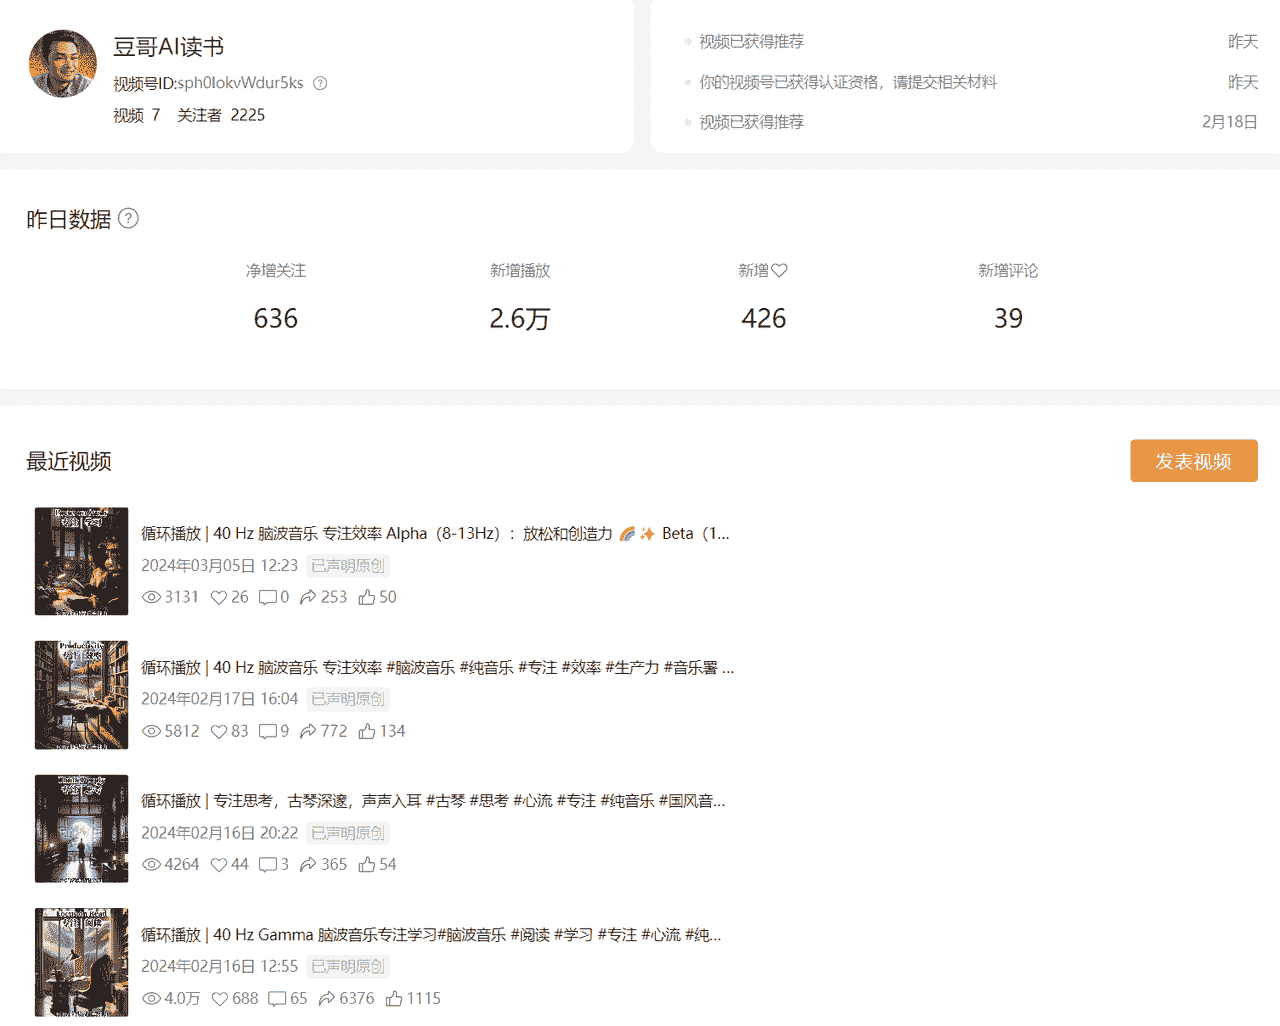 豆哥AI读书
视频号ID:sph0IokvWdur5ks
视频 7 关注者 2225
视频已获得推荐 昨天
你的视频号已获得认证资格，请提交相关材料 昨天
视频已获得推荐 2月18日
昨日数据
净增关注 新增播放 新增 新增评论
636 2.6万 426 39
最近视频
发表视频
循环播放 | 40 Hz 脑波音乐 专注效率 Alpha（8-13Hz）：放松和创造力 🌈✨ Beta（1...
2024年03月05日 12:23 已声明原创
3131 26 0 253 50
Productivity
循环播放 | 40 Hz 脑波音乐 专注效率 #脑波音乐 #纯音乐 #专注 #效率 #生产力 #音乐署 ...
2024年02月17日 16:04 已声明原创
5812 83 9 772 134
循环播放 | 专注思考，古琴深邃，声声入耳 #古琴 #思考 #心流 #专注 #纯音乐 #国风音...
2024年02月16日 20:22 已声明原创
4264 44 3 365 54
循环播放 | 40 Hz Gamma 脑波音乐专注学习#脑波音乐 #阅读 #学习 #专注 #心流 #纯...
2024年02月16日 12:55 已声明原创
4.0万 688 65 6376 1115